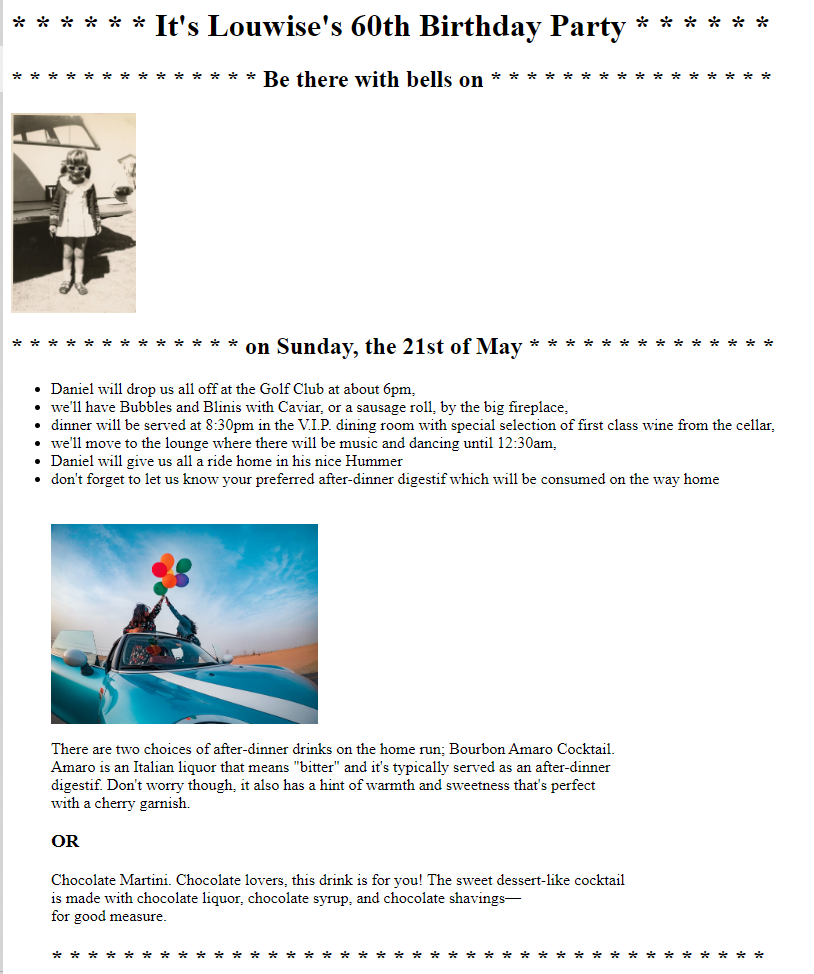 * * * * * * It's Louwise's 60th Birthday Party * * * * * *
* * * * * * * * * * * * * * Be there with bells on * * * * * * * * * * * * * * * *
* * * * * * * * * * * * * on Sunday, the 21st of May * * * * * * * * * * * * * *
• Daniel will drop us all off at the Golf Club at about 6pm,
• we'll have Bubbles and Blinis with Caviar, or a sausage roll, by the big fireplace,
• dinner will be served at 8:30pm in the V.I.P. dining room with special selection of first class wine from the cellar,
• we'll move to the lounge where there will be music and dancing until 12:30am,
• Daniel will give us all a ride home in his nice Hummer
• don't forget to let us know your preferred after-dinner digestif which will be consumed on the way home
There are two choices of after-dinner drinks on the home run; Bourbon Amaro Cocktail.
Amaro is an Italian liquor that means "bitter" and it's typically served as an after-dinner
digestif. Don't worry though, it also has a hint of warmth and sweetness that's perfect
with a cherry garnish.
OR
Chocolate Martini. Chocolate lovers, this drink is for you! The sweet dessert-like cocktail
is made with chocolate liquor, chocolate syrup, and chocolate shavings—
for good measure.
* * * * * * * * * * * * * * * * * * * * * * * * * * * * * * * * * * * * * * * *